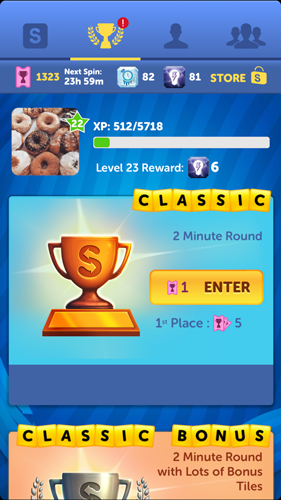 S
!
1323
Next Spin:
23h 59m
82
81
STORE
22
XP: 512/5718
Level 23 Reward: 6
CLASSIC
2 Minute Round
S
1 ENTER
1st Place : 5
CLASSIC BONUS
2 Minute Round
with Lots of Bonus
Tiles